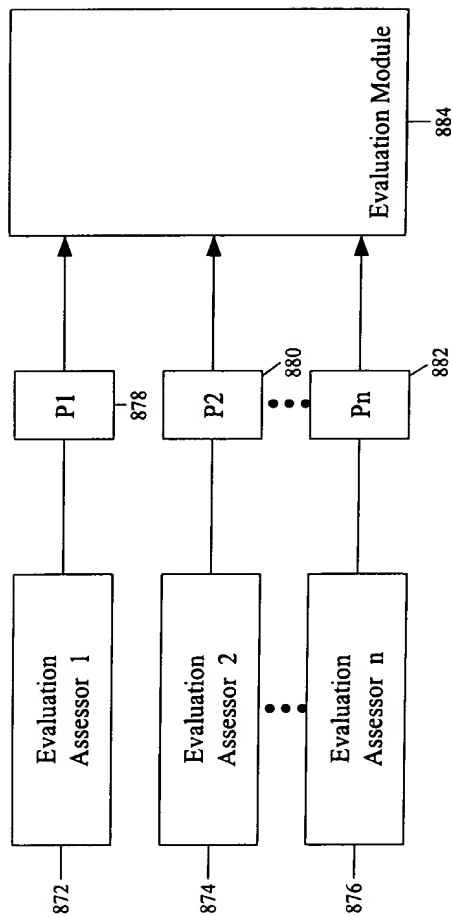 872
Evaluation
Assessor 1
P1
878
874
Evaluation
Assessor 2
P2
880
876
Evaluation
Assessor n
Pn
882
Evaluation Module
884